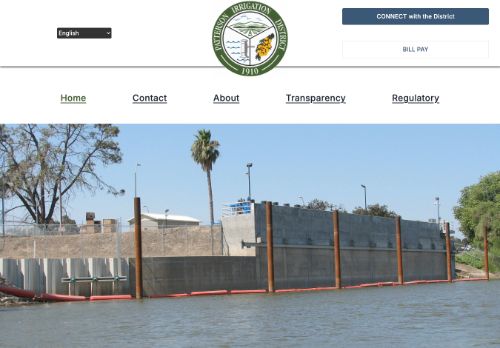 English
PATTERSON IRRIGATION DISTRICT
1910
CONNECT with the District
BILL PAY
Home
Contact
About
Transparency
Regulatory